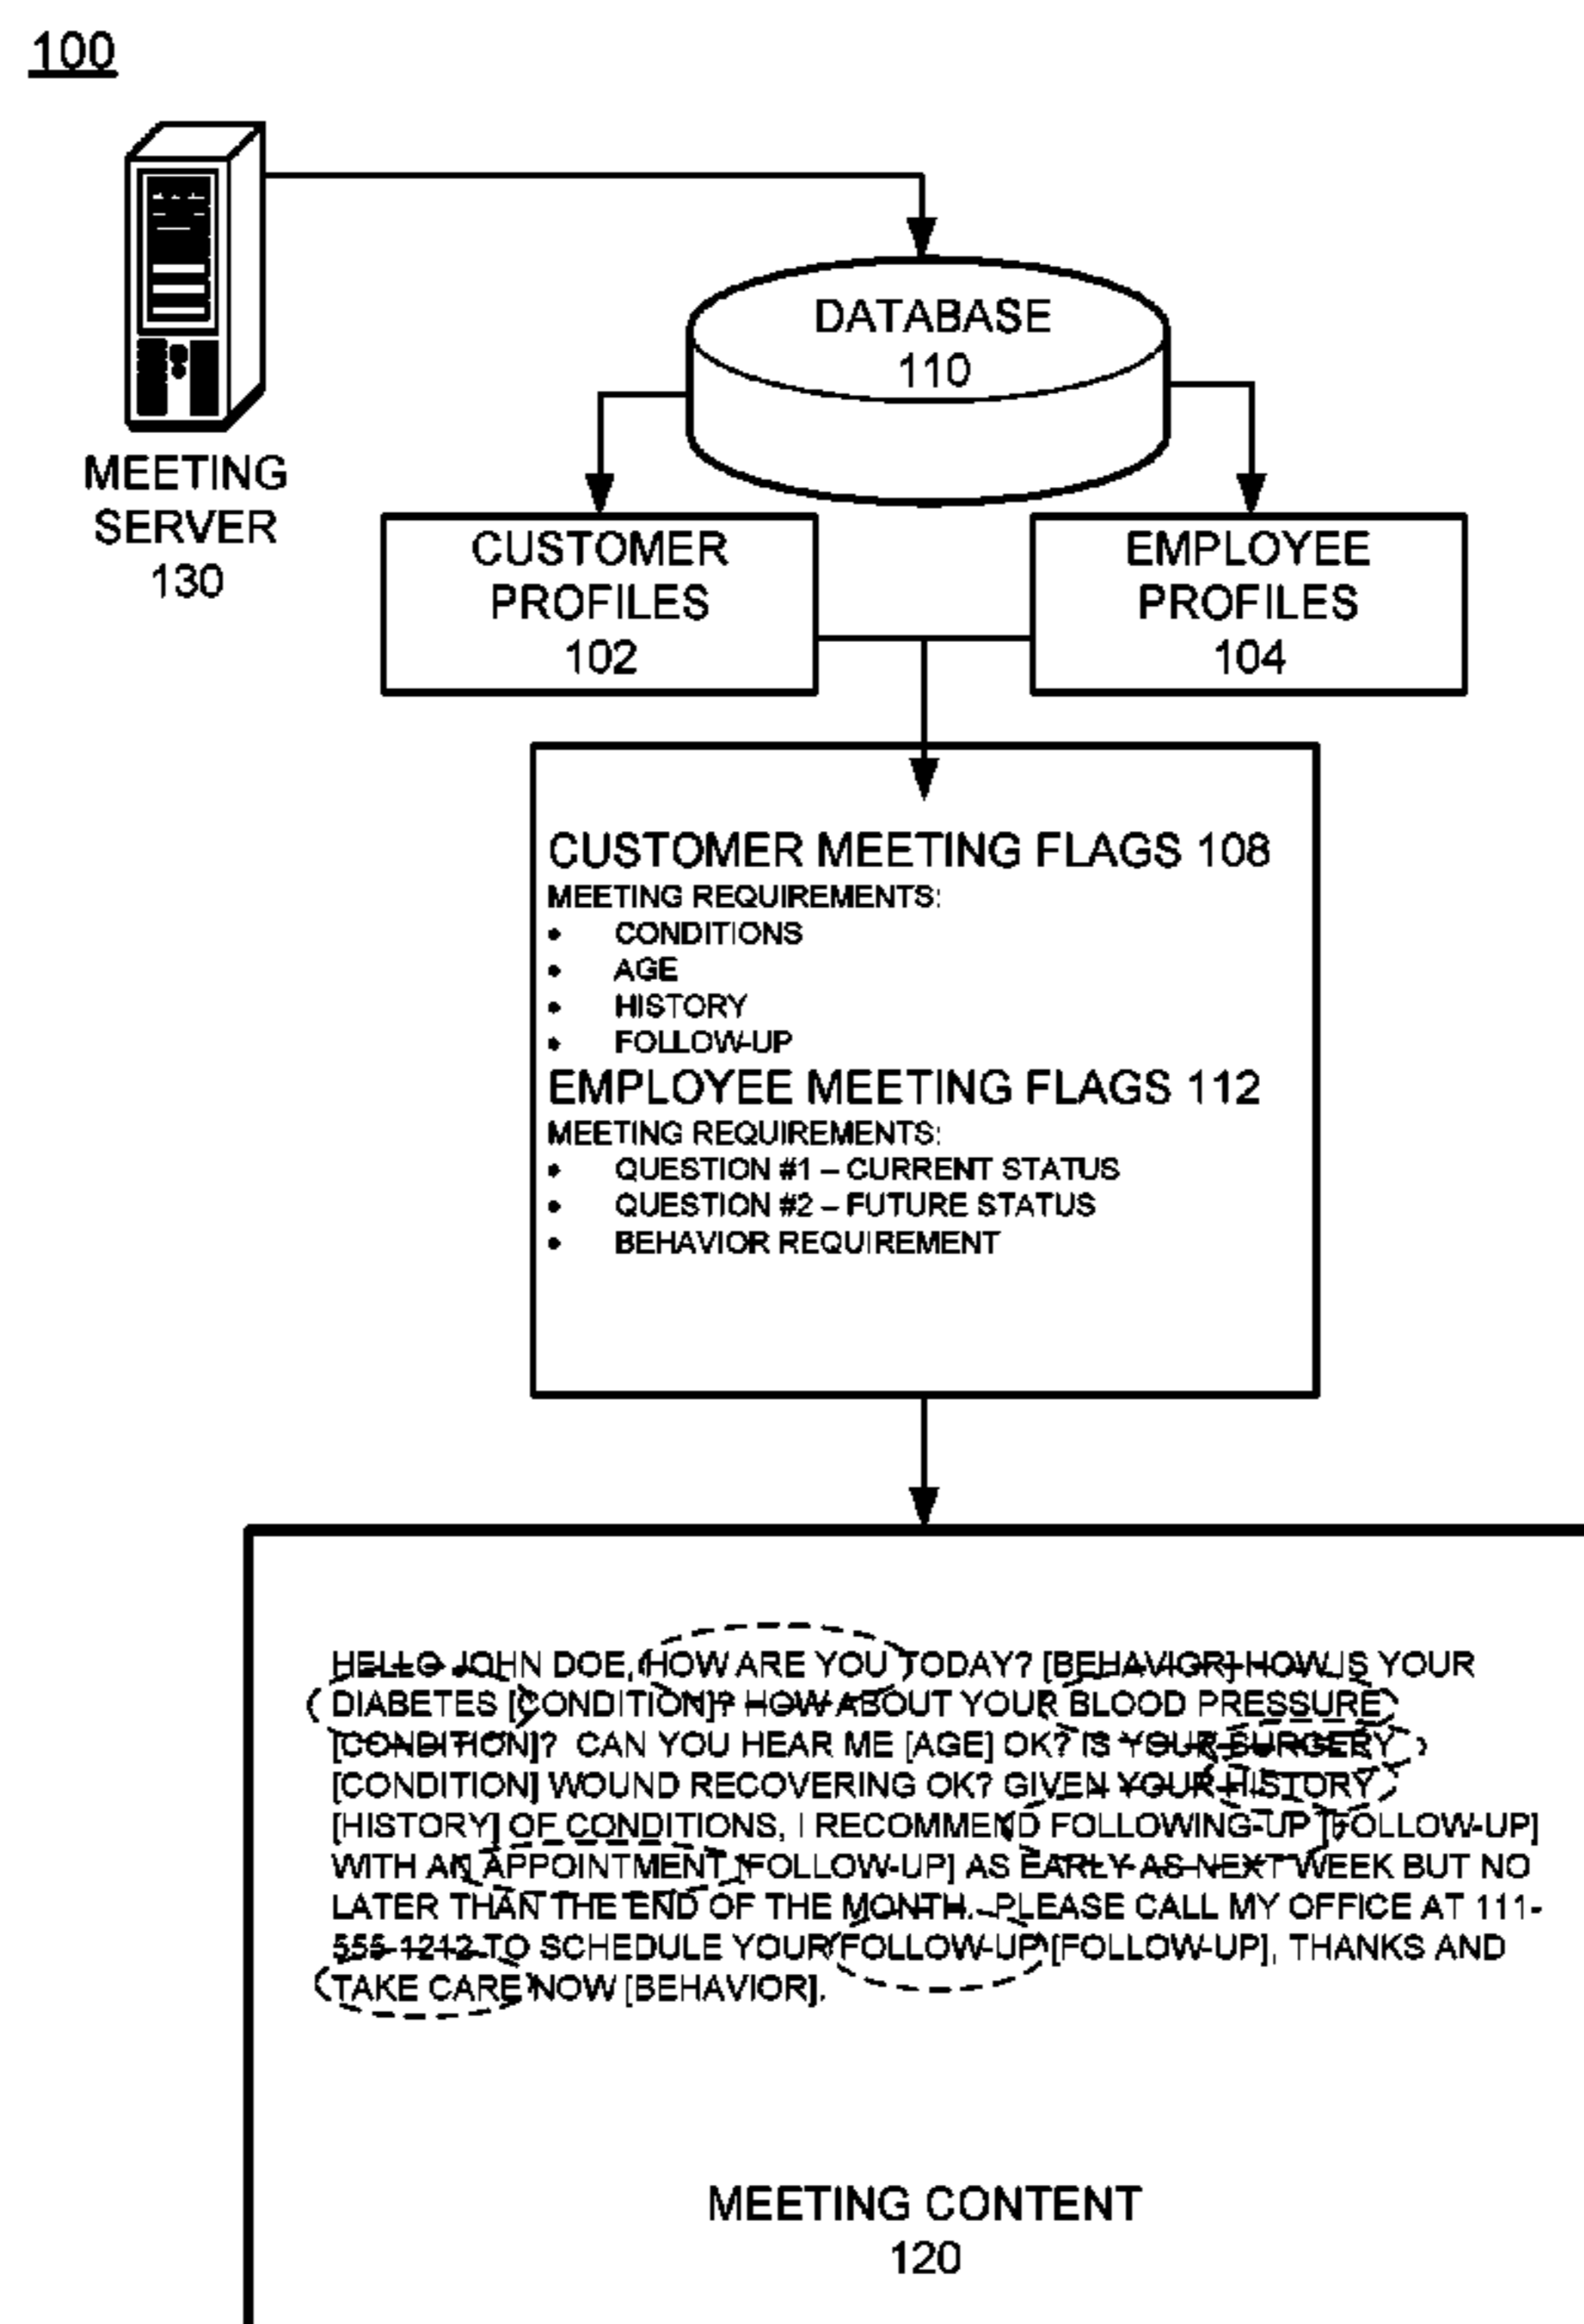 100
DATABASE
110
MEETING
SERVER
130
CUSTOMER
PROFILES
102
EMPLOYEE
PROFILES
104
CUSTOMER MEETING FLAGS 108
MEETING REQUIREMENTS:
• CONDITIONS
• AGE
• HISTORY
• FOLLOW-UP
EMPLOYEE MEETING FLAGS 112
MEETING REQUIREMENTS:
• QUESTION #1 – CURRENT STATUS
• QUESTION #2 – FUTURE STATUS
• BEHAVIOR REQUIREMENT
HELLO JOHN DOE, HOW ARE YOU TODAY? [BEHAVIOR] HOW IS YOUR
DIABETES [CONDITION]? HOW ABOUT YOUR BLOOD PRESSURE
[CONDITION]? CAN YOU HEAR ME [AGE] OK? IS YOUR SURGERY
[CONDITION] WOUND RECOVERING OK? GIVEN YOUR HISTORY
[HISTORY] OF CONDITIONS, I RECOMMEND FOLLOWING-UP [FOLLOW-UP]
WITH AN APPOINTMENT [FOLLOW-UP] AS EARLY AS NEXT WEEK BUT NO
LATER THAN THE END OF THE MONTH. PLEASE CALL MY OFFICE AT 111-
555-1212 TO SCHEDULE YOUR FOLLOW-UP [FOLLOW-UP], THANKS AND
TAKE CARE NOW [BEHAVIOR].
MEETING CONTENT
120